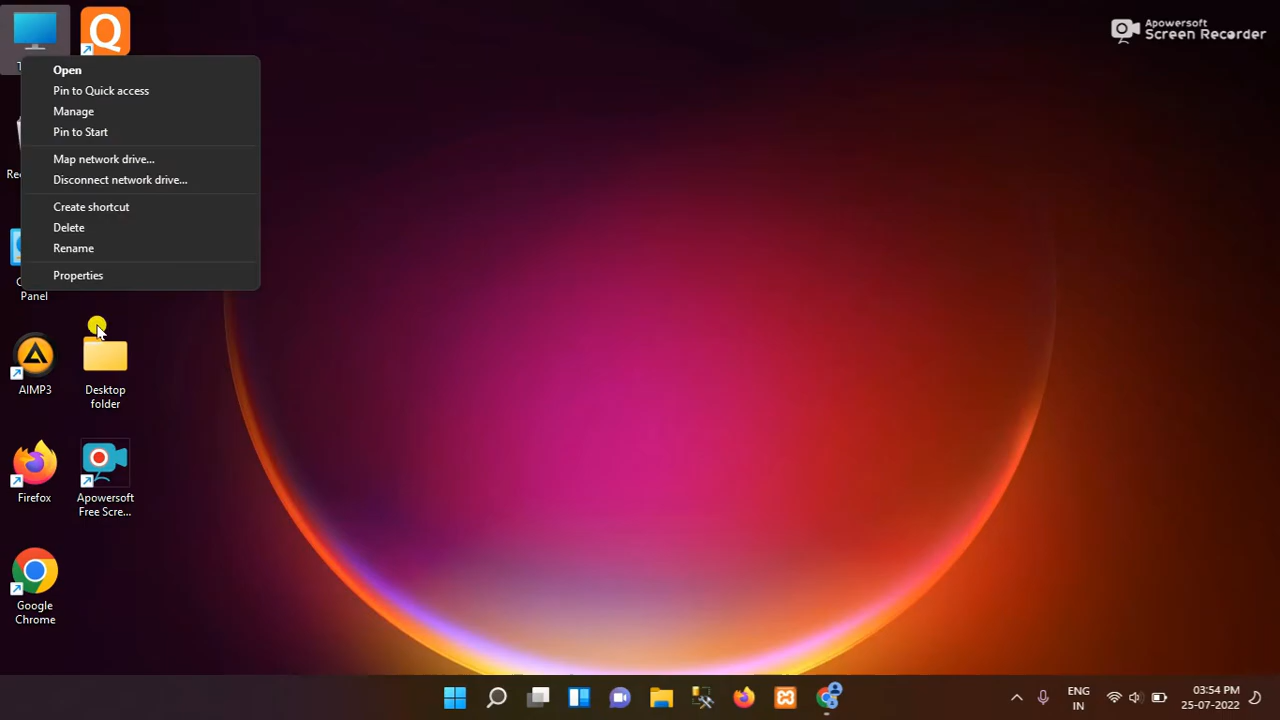 Apowersoft
Screen Recorder
Q
Open
Pin to Quick access
Manage
Pin to Start
Map network drive...
Disconnect network drive...
Create shortcut
Delete
Rename
Properties
Panel
AIMP3
Desktop
folder
Firefox
Apowersoft
Free Scre...
Google
Chrome
ENG
IN
03:54 PM
25-07-2022